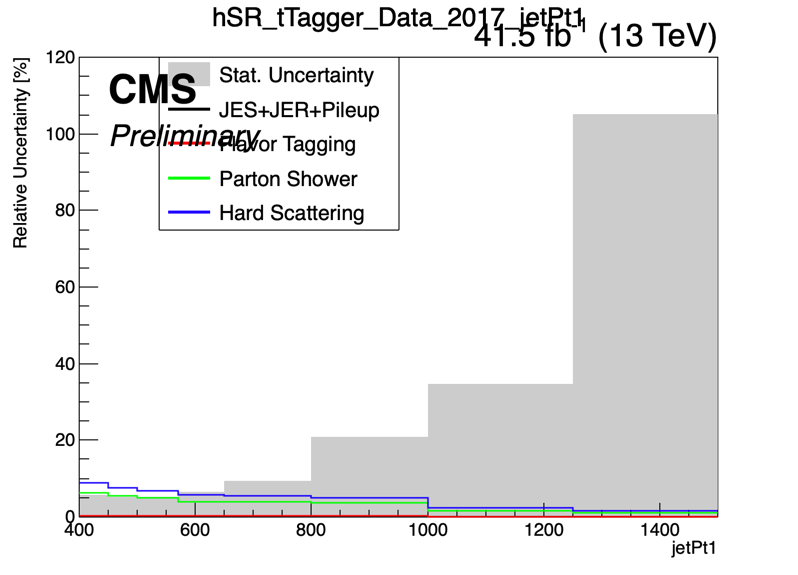 hSR_tTagger_Data_2017_jetPt1
41.5 fb-1 (13 TeV)
CMS
Preliminary
Stat. Uncertainty
JES+JER+Pileup
Flavor Tagging
Parton Shower
Hard Scattering
Relative Uncertainty [%]
120
100
80
60
40
20
0
400
600
800
1000
1200
1400
jetPt1